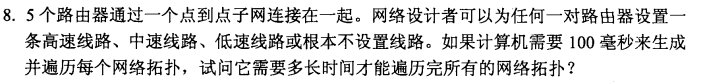 8. 5个路由器通过一个点到点子网连接在一起。网络设计者可以为任何一对路由器设置一
条高速线路、中速线路、低速线路或根本不设置线路。如果计算机需要 100 毫秒来生成
并遍历每个网络拓扑，试问它需要多长时间才能遍历完所有的网络拓扑？